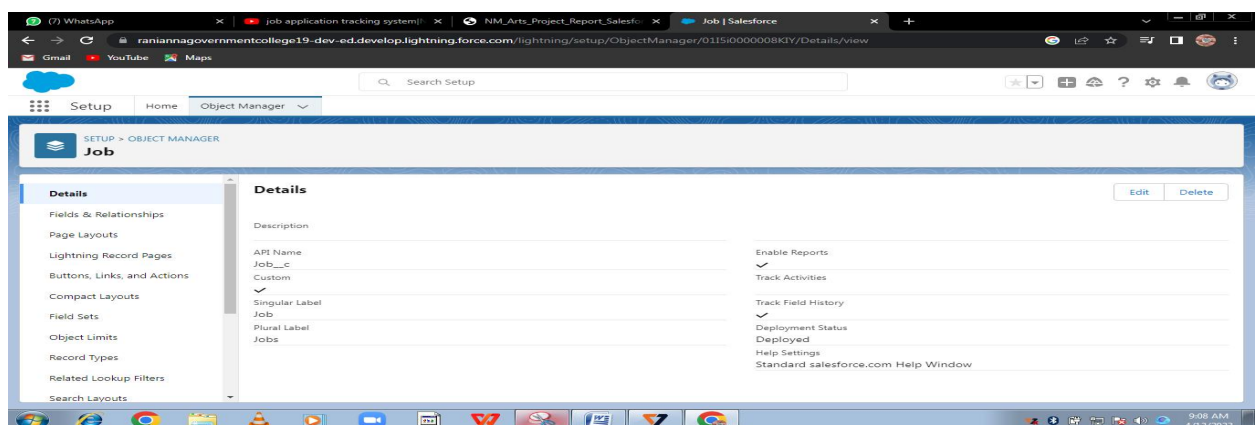 (7) WhatsApp
job application tracking system
NM_Arts_Project_Report_Salesfo
Job | Salesforce
raniannagovernmentcollege19-dev-ed.develop.lightning.force.com/lightning/setup/ObjectManager/01I5i0000008KIY/Details/view
Gmail YouTube Maps
Search Setup
Setup Home Object Manager
SETUP > OBJECT MANAGER
Job
Details
Fields & Relationships
Page Layouts
Lightning Record Pages
Buttons, Links, and Actions
Compact Layouts
Field Sets
Object Limits
Record Types
Related Lookup Filters
Search Layouts
Details
Edit Delete
Description
API Name
Job__c
Custom
Singular Label
Job
Plural Label
Jobs
Enable Reports
Track Activities
Track Field History
Deployment Status
Deployed
Help Settings
Standard salesforce.com Help Window
9:08 AM